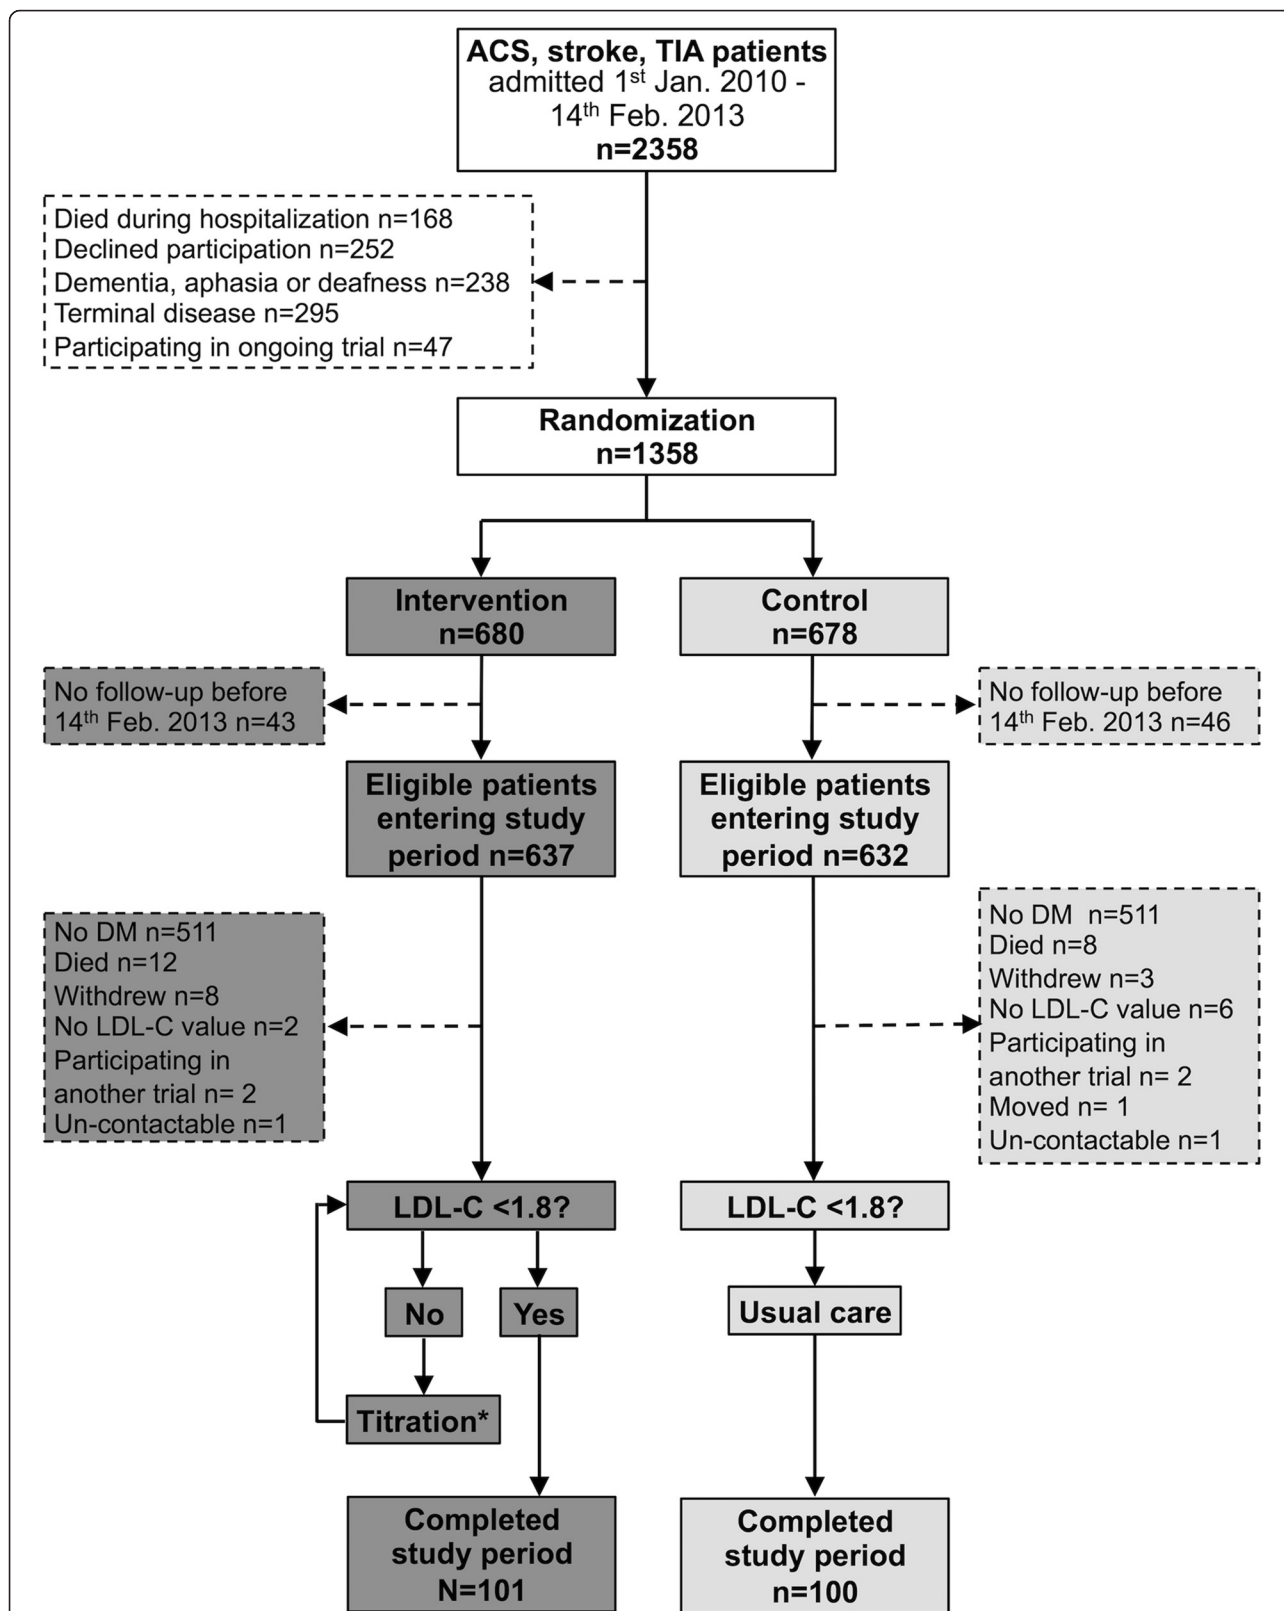 ACS, stroke, TIA patients
admitted 1st Jan. 2010 -
14th Feb. 2013
n=2358
Died during hospitalization n=168
Declined participation n=252
Dementia, aphasia or deafness n=238
Terminal disease n=295
Participating in ongoing trial n=47
Randomization
n=1358
Intervention
n=680
Control
n=678
No follow-up before
14th Feb. 2013 n=43
No follow-up before
14th Feb. 2013 n=46
Eligible patients
entering study
period n=637
Eligible patients
entering study
period n=632
No DM n=511
Died n=12
Withdrew n=8
No LDL-C value n=2
Participating in
another trial n= 2
Un-contactable n=1
No DM n=511
Died n=8
Withdrew n=3
No LDL-C value n=6
Participating in
another trial n= 2
Moved n= 1
Un-contactable n=1
LDL-C <1.8?
LDL-C <1.8?
No
Yes
Usual care
Titration*
Completed
study period
N=101
Completed
study period
n=100